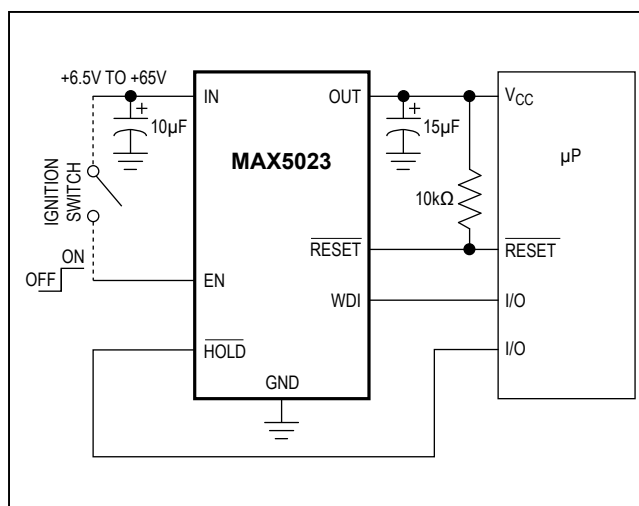 +6.5V TO +65V
IN
OUT
V_CC
+
10µF
+
15µF
MAX5023
µP
IGNITION
SWITCH
10kΩ
RESET
RESET
ON
OFF
EN
WDI
I/O
HOLD
I/O
GND